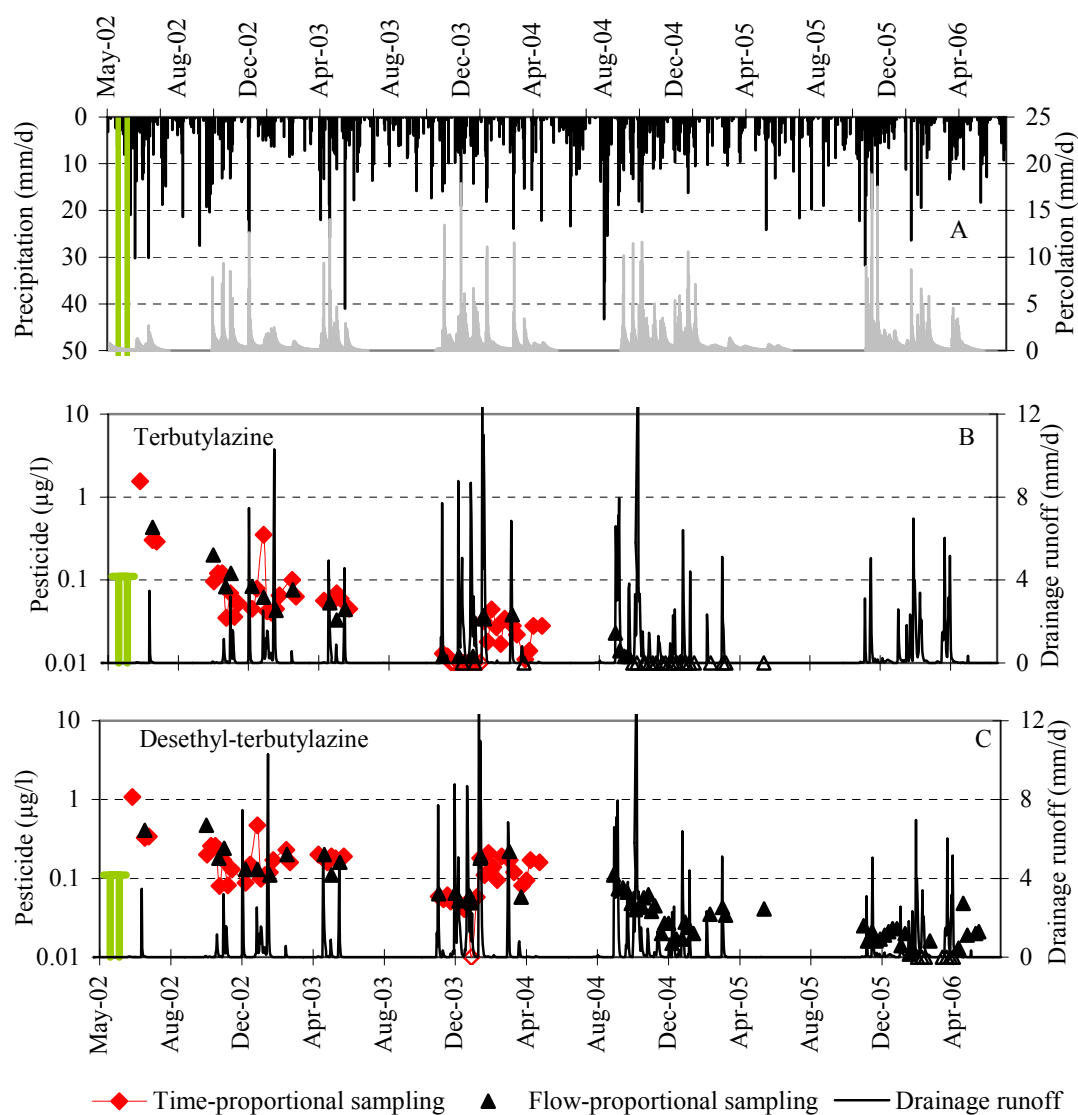 May-02 Aug-02 Dec-02 Apr-03 Aug-03 Dec-03 Apr-04 Aug-04 Dec-04 Apr-05 Aug-05 Dec-05 Apr-06
Precipitation (mm/d)
0
10
20
30
40
50
A
25
20
15
10
5
0
Percolation (mm/d)
Pesticide (µg/l)
10
1
0.1
0.01
Terbutylazine
B
12
8
4
0
Drainage runoff (mm/d)
Pesticide (µg/l)
10
1
0.1
0.01
Desethyl-terbutylazine
C
12
8
4
0
Drainage runoff (mm/d)
May-02 Aug-02 Dec-02 Apr-03 Aug-03 Dec-03 Apr-04 Aug-04 Dec-04 Apr-05 Aug-05 Dec-05 Apr-06
Time-proportional sampling Flow-proportional sampling Drainage runoff